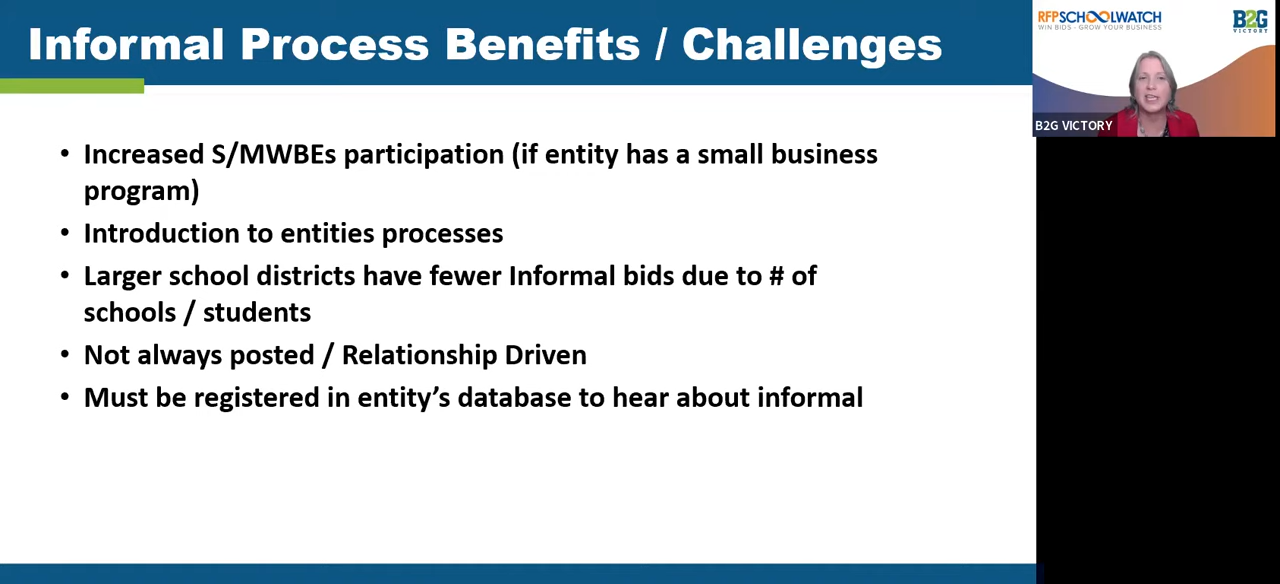 Informal Process Benefits / Challenges
• Increased S/MWBEs participation (if entity has a small business
program)
• Introduction to entities processes
• Larger school districts have fewer Informal bids due to # of
schools / students
• Not always posted / Relationship Driven
• Must be registered in entity’s database to hear about informal
RFPSCHOOLWATCH
WIN BIDS - GROW YOUR BUSINESS
B2G
VICTORY
B2G VICTORY